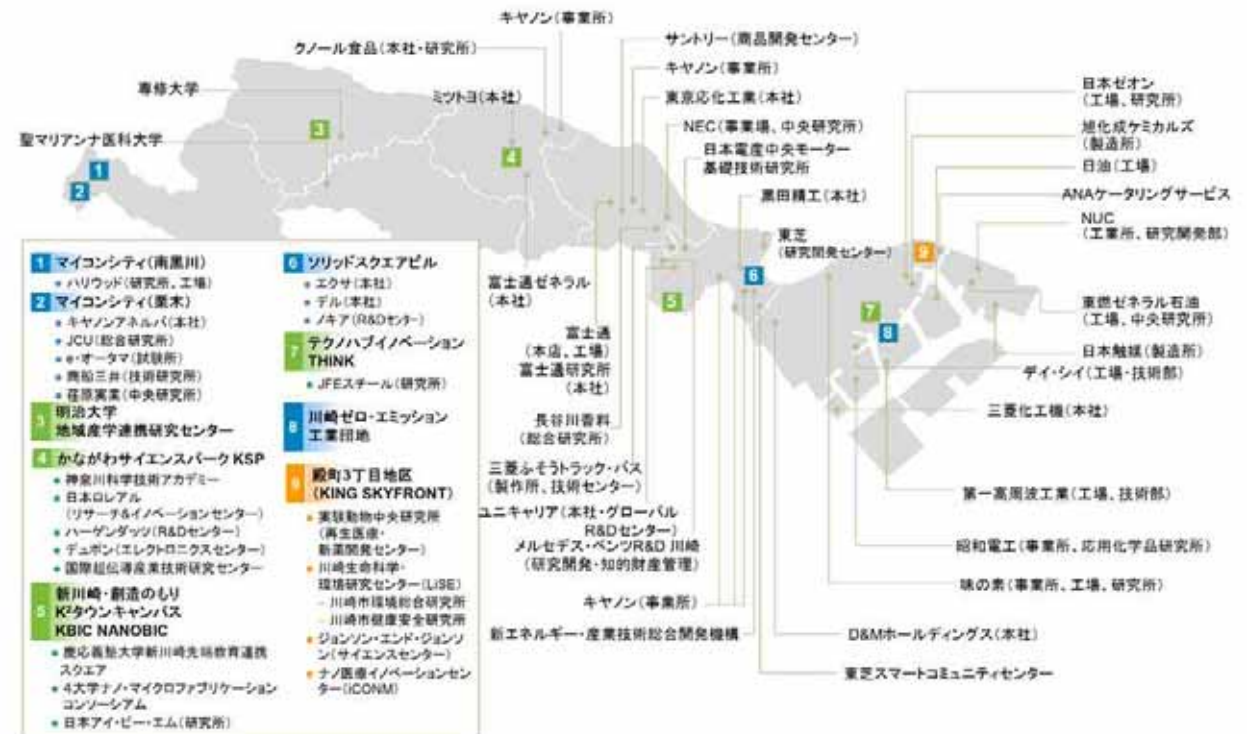 キヤノン(事業所)
クノール食品(本社・研究所)
専修大学
ミツトヨ(本社)
聖マリアンナ医科大学
サントリー(商品開発センター)
キヤノン(事業所)
東京応化工業(本社)
NEC(事業場、中央研究所)
日本電産中央モーター
基礎技術研究所
黒田精工(本社)
東芝
(研究開発センター)
日本ゼオン
(工場、研究所)
旭化成ケミカルズ
(製造所)
日油(工場)
ANAケータリングサービス
NUC
(工業所、研究開発部)
東燃ゼネラル石油
(工場、中央研究所)
日本触媒(製造所)
デイ・シイ(工場・技術部)
三菱化工機(本社)
第一高周波工業(工場、技術部)
昭和電工(事業所、応用化学品研究所)
味の素(事業所、工場、研究所)
D&Mホールディングス(本社)
東芝スマートコミュニティセンター
富士通ゼネラル
(本社)
富士通
(本店、工場)
富士通研究所
(本社)
長谷川香料
(総合研究所)
三菱ふそうトラック・バス
(製作所、技術センター)
ユニキャリア(本社・グローバル
R&Dセンター)
メルセデス・ベンツR&D 川崎
(研究開発・知的財産管理)
キヤノン(事業所)
新エネルギー・産業技術総合開発機構
1
2
3
4
5
6
7
8
9
1 マイコンシティ(南黒川)
ハリウッド(研究所、工場)
2 マイコンシティ(栗木)
キヤノンアネルバ(本社)
JCU(総合研究所)
e・オータマ(試験所)
商船三井(技術研究所)
荏原実業(中央研究所)
3 明治大学
地域産学連携研究センター
4 かながわサイエンスパーク KSP
神奈川科学技術アカデミー
日本ロレアル
(リサーチ&イノベーションセンター)
ハーゲンダッツ(R&Dセンター)
デュポン(エレクトロニクスセンター)
国際超伝導産業技術研究センター
5 新川崎・創造のもり
K²タウンキャンパス
KBIC NANOBIC
慶応義塾大学新川崎先端教育連携
スクエア
4大学ナノ・マイクロファブリケーション
コンソーシアム
日本アイ・ビー・エム(研究所)
6 ソリッドスクエアビル
エクサ(本社)
デル(本社)
ノキア(R&Dセンター)
7 テクノハブイノベーション
THINK
JFEスチール(研究所)
8 川崎ゼロ・エミッション
工業団地
9 殿町3丁目地区
(KING SKYFRONT)
実験動物中央研究所
(再生医療・
新薬開発センター)
川崎生命科学・
環境研究センター(LiSE)
- 川崎市環境総合研究所
- 川崎市健康安全研究所
ジョンソン・エンド・ジョンソ
ン(サイエンスセンター)
ナノ医療イノベーションセン
ター(iCONM)